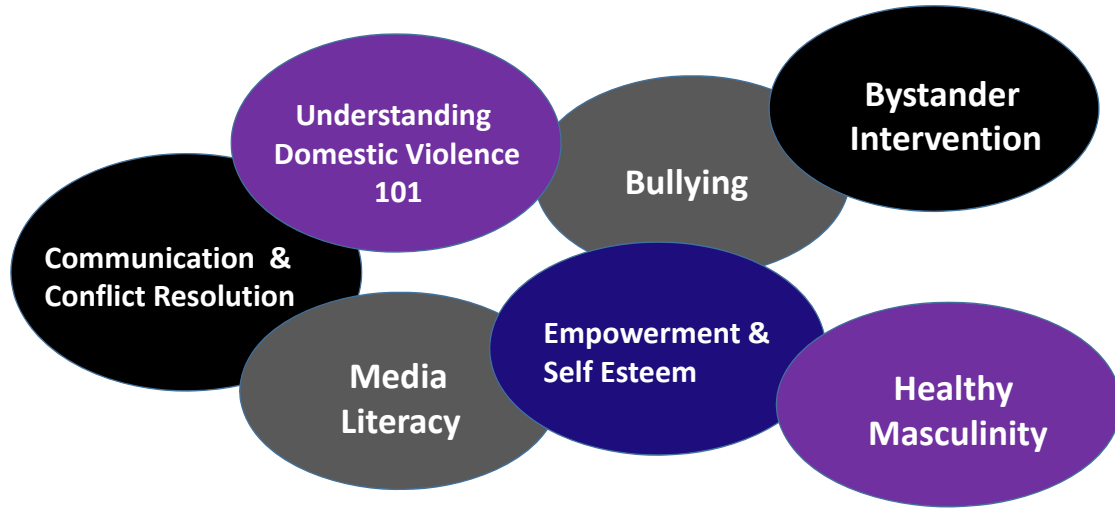 Understanding
Domestic Violence
101
Bullying
Bystander
Intervention
Communication & 
Conflict Resolution
Media
Literacy
Empowerment &
Self Esteem
Healthy
Masculinity